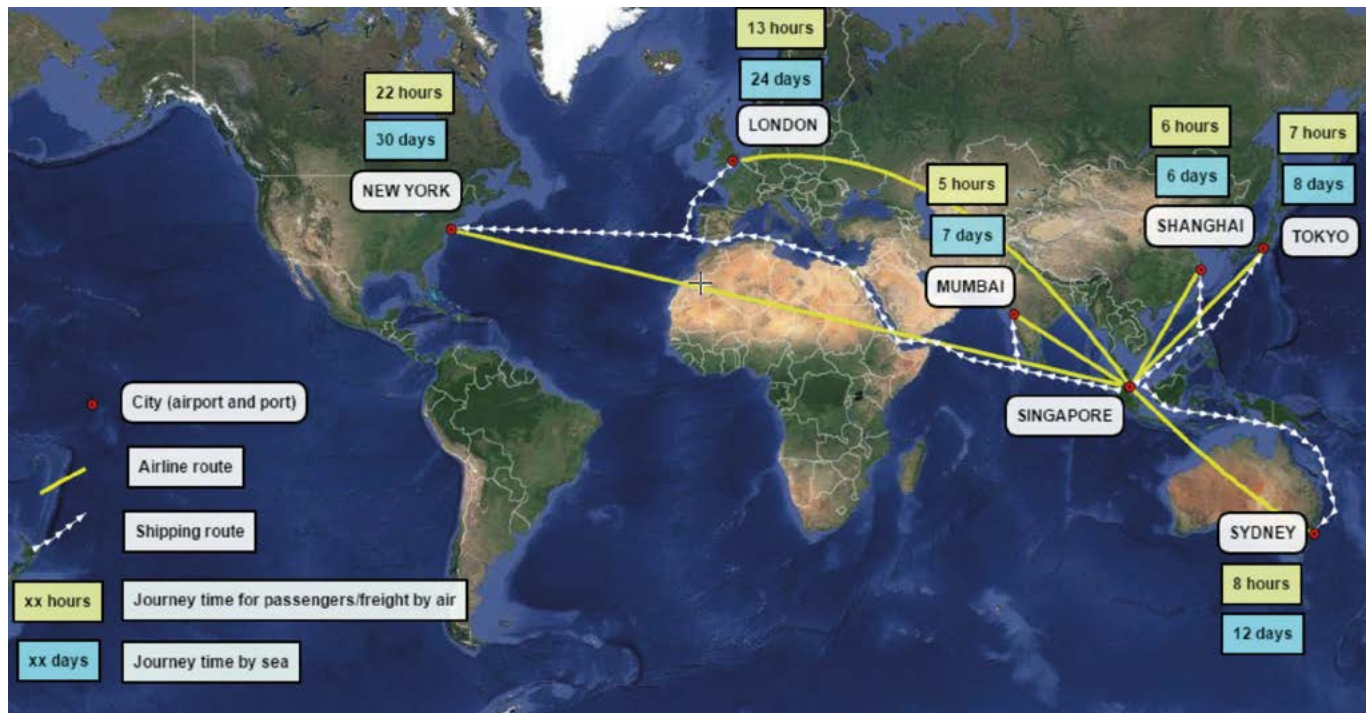 13 hours
24 days
LONDON
22 hours
30 days
NEW YORK
5 hours
7 days
MUMBAI
6 hours
6 days
SHANGHAI
7 hours
8 days
TOKYO
SINGAPORE
SYDNEY
8 hours
12 days
City (airport and port)
Airline route
Shipping route
xx hours
Journey time for passengers/freight by air
xx days
Journey time by sea